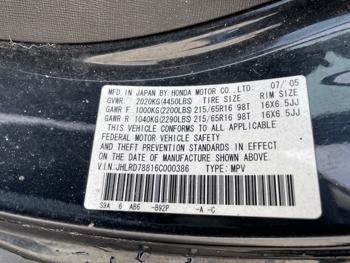 MFD. IN JAPAN BY HONDA MOTOR CO.,LTD. 07/'05
GVWR 2020KG(4450LBS) TIRE SIZE RIM SIZE
GAWR F 1000KG(2200LBS) 215/65R16 98T 16X6.5JJ
GAWR R 1040KG(2290LBS) 215/65R16 98T 16X6.5JJ
THIS VEHICLE CONFORMS TO ALL APPLICABLE
FEDERAL MOTOR VEHICLE SAFETY
AND THEFT PREVENTION STANDARDS IN EFFECT ON
THE DATE OF MANUFACTURE SHOWN ABOVE.
V.I.N.:JHLRD78816C000386 TYPE: MPV
S9A 6 AB6 -B92P -A -C